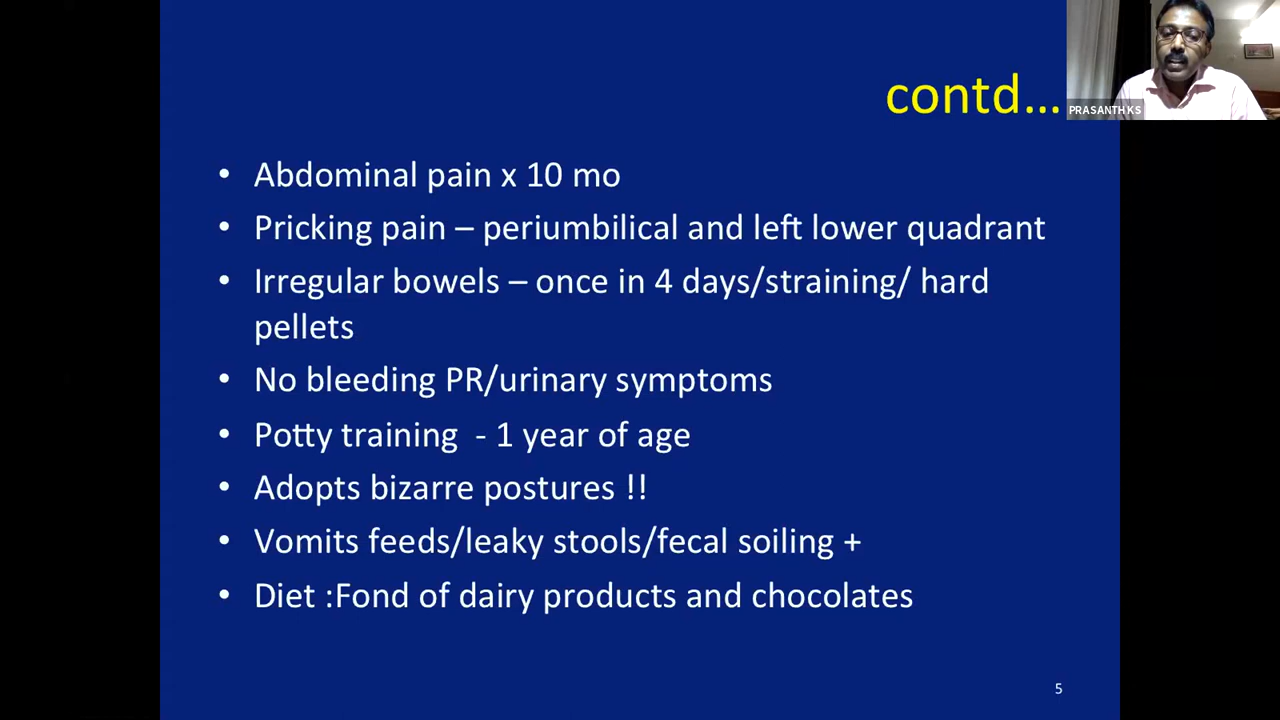 contd...
PRASANTH KS
• Abdominal pain x 10 mo
• Pricking pain – periumbilical and left lower quadrant
• Irregular bowels – once in 4 days/straining/ hard
pellets
• No bleeding PR/urinary symptoms
• Potty training - 1 year of age
• Adopts bizarre postures !!
• Vomits feeds/leaky stools/fecal soiling +
• Diet :Fond of dairy products and chocolates
5